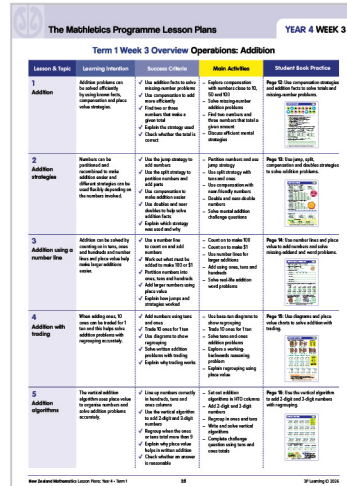 The Mathletics Programme Lesson Plans
YEAR 4 WEEK 3
Term 1 Week 3 Overview Operations: Addition
Lesson & Topic
Learning Intention
Success Criteria
Main Activities
Student Book Practice
1
Addition
Addition problems can
be solved efficiently
by using known facts,
compensation and place
value strategies.
✓ Use addition facts to solve
missing-number problems
✓ Use compensation to add
more efficiently
✓ Find two or three
numbers that make a
given total
✓ Explain the strategy used
✓ Check whether the total is
correct
– Explore compensation
with numbers close to 10,
50 and 100
– Solve missing-number
addition problems
– Find two numbers and
three numbers that total a
given amount
– Discuss efficient mental
strategies
Page 12: Use compensation strategies
and addition facts to solve totals and
missing-number problems.
2
Addition
strategies
Numbers can be
partitioned and
recombined to make
addition easier and
different strategies can be
used flexibly depending on
the numbers involved.
✓ Use the jump strategy to
add numbers
✓ Use the split strategy to
partition numbers and
add parts
✓ Use compensation to
make addition easier
✓ Use doubles and near
doubles to help solve
addition facts
✓ Explain which strategy
was used and why
– Partition numbers and use
jump strategy
– Use split strategy with
tens and ones
– Use compensation with
near friendly numbers
– Double and near double
numbers
– Solve mental addition
challenge questions
Page 13: Use jump, split,
compensation and doubles strategies
to solve addition problems.
3
Addition using a
number line
Addition can be solved by
counting on in tens, ones
and hundreds and number
lines and place value help
make larger additions
easier.
✓ Use a number line
to count on and add
numbers
✓ Work out what must be
added to make 100 or $1
✓ Partition numbers into
ones, tens and hundreds
✓ Add larger numbers using
place value
✓ Explain how jumps and
strategies worked
– Count on to make 100
– Count on to make $1
– Use number lines for
larger additions
– Add using ones, tens and
hundreds
– Solve real-life addition
word problems
Page 14: Use number lines and place
value to add numbers and solve
missing addend and word problems.
4
Addition with
trading
When adding ones, 10
ones can be traded for 1
ten and this helps solve
addition problems with
regrouping accurately.
✓ Add numbers using tens
and ones
✓ Trade 10 ones for 1 ten
✓ Use diagrams to show
regrouping
✓ Solve written addition
problems with trading
✓ Explain why trading works
– Use base-ten diagrams to
show regrouping
– Trade 10 ones for 1 ten
– Solve tens and ones
addition problems
– Explore a working-
backwards reasoning
problem
– Explain regrouping using
place value
Page 15: Use diagrams and place
value charts to solve addition with
trading.
5
Addition
algorithms
The vertical addition
algorithm uses place value
to organise numbers and
solve addition problems
accurately.
✓ Line up numbers correctly
in hundreds, tens and
ones columns
✓ Use the vertical algorithm
to add 2-digit and 3-digit
numbers
✓ Regroup when the ones
or tens total more than 9
✓ Explain why place value
helps in written addition
✓ Check whether an answer
is reasonable
– Set out addition
algorithms in HTO columns
– Add 2-digit and 3-digit
numbers
– Regroup in ones and tens
– Write and solve vertical
algorithms
– Complete challenge
question using tens and
ones totals
Page 16: Use the vertical algorithm
to add 2-digit and 3-digit numbers
with regrouping.
New Zealand Mathematics Lesson Plans: Year 4 - Term 1
3P Learning © 2026